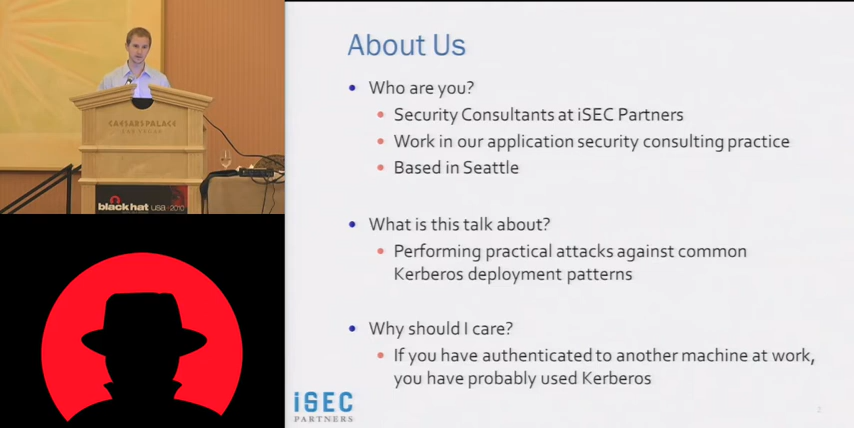 CAESARS PALACE
LAS VEGAS
black hat USA · 2010
About Us
• Who are you?
• Security Consultants at iSEC Partners
• Work in our application security consulting practice
• Based in Seattle
• What is this talk about?
• Performing practical attacks against common
Kerberos deployment patterns
• Why should I care?
• If you have authenticated to another machine at work,
you have probably used Kerberos
iSEC
PARTNERS
2